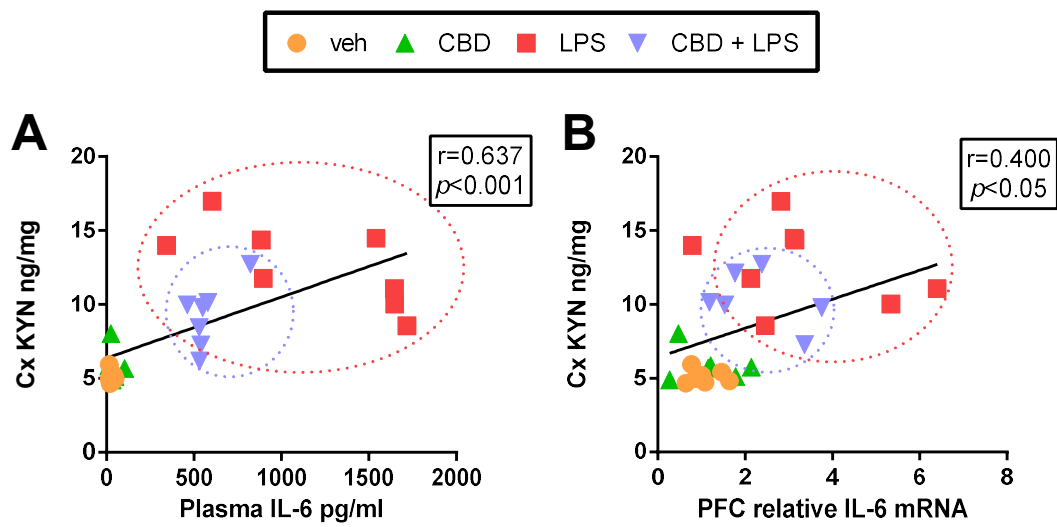 veh CBD LPS CBD + LPS
A
r=0.637
p<0.001
Cx KYN ng/mg
20
15
10
5
0
0 500 1000 1500 2000
Plasma IL-6 pg/ml
B
r=0.400
p<0.05
Cx KYN ng/mg
20
15
10
5
0
0 2 4 6 8
PFC relative IL-6 mRNA